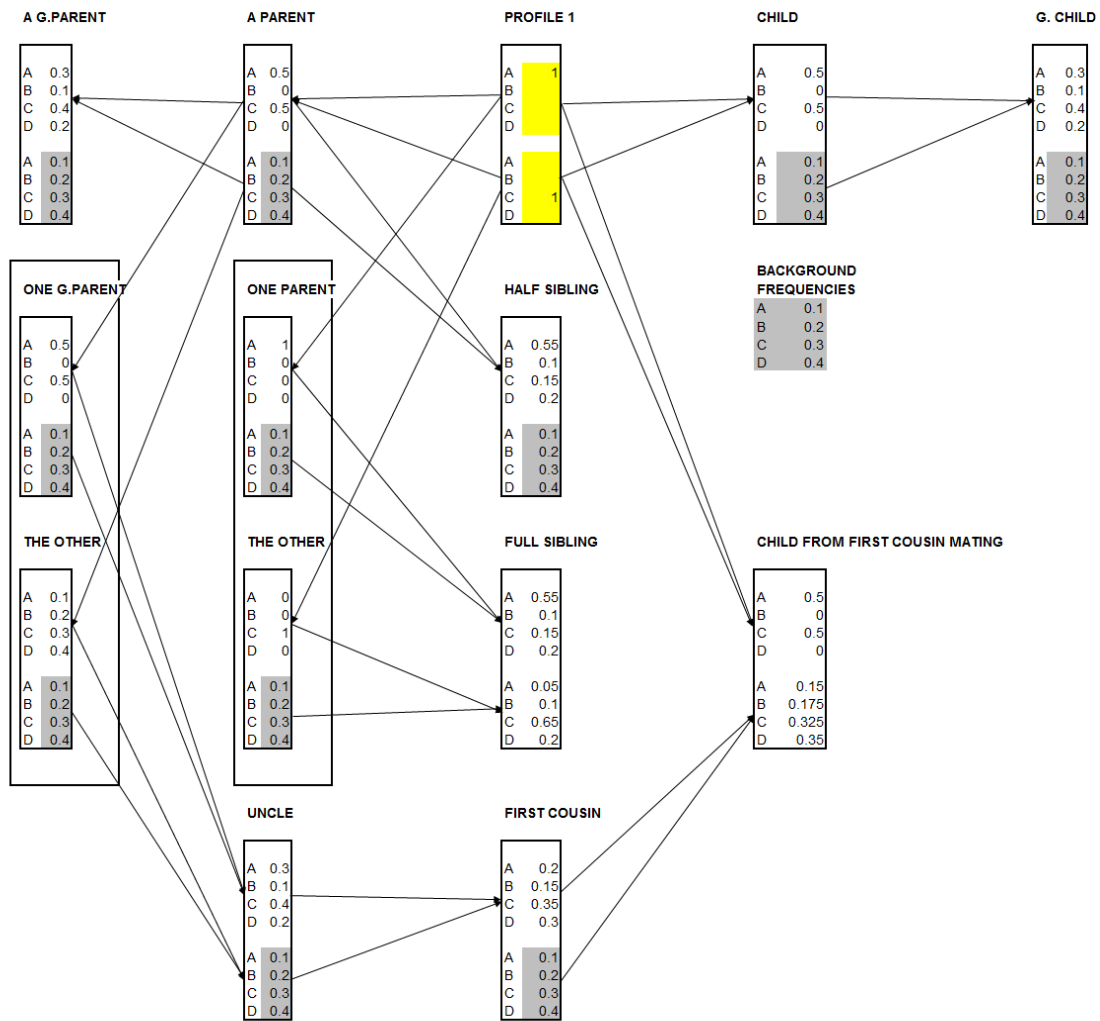 A G.PARENT
A 0.3
B 0.1
C 0.4
D 0.2
A 0.1
B 0.2
C 0.3
D 0.4
A PARENT
A 0.5
B 0
C 0.5
D 0
A 0.1
B 0.2
C 0.3
D 0.4
PROFILE 1
A 1
B
C
D
A
B
C 1
D
CHILD
A 0.5
B 0
C 0.5
D 0
A 0.1
B 0.2
C 0.3
D 0.4
G. CHILD
A 0.3
B 0.1
C 0.4
D 0.2
A 0.1
B 0.2
C 0.3
D 0.4
ONE G.PARENT
A 0.5
B 0
C 0.5
D 0
A 0.1
B 0.2
C 0.3
D 0.4
ONE PARENT
A 1
B 0
C 0
D 0
A 0.1
B 0.2
C 0.3
D 0.4
HALF SIBLING
A 0.55
B 0.1
C 0.15
D 0.2
A 0.1
B 0.2
C 0.3
D 0.4
BACKGROUND
FREQUENCIES
A 0.1
B 0.2
C 0.3
D 0.4
THE OTHER
A 0.1
B 0.2
C 0.3
D 0.4
A 0.1
B 0.2
C 0.3
D 0.4
THE OTHER
A 0
B 0
C 1
D 0
A 0.1
B 0.2
C 0.3
D 0.4
FULL SIBLING
A 0.55
B 0.1
C 0.15
D 0.2
A 0.05
B 0.1
C 0.65
D 0.2
CHILD FROM FIRST COUSIN MATING
A 0.5
B 0
C 0.5
D 0
A 0.15
B 0.175
C 0.325
D 0.35
UNCLE
A 0.3
B 0.1
C 0.4
D 0.2
A 0.1
B 0.2
C 0.3
D 0.4
FIRST COUSIN
A 0.2
B 0.15
C 0.35
D 0.3
A 0.1
B 0.2
C 0.3
D 0.4